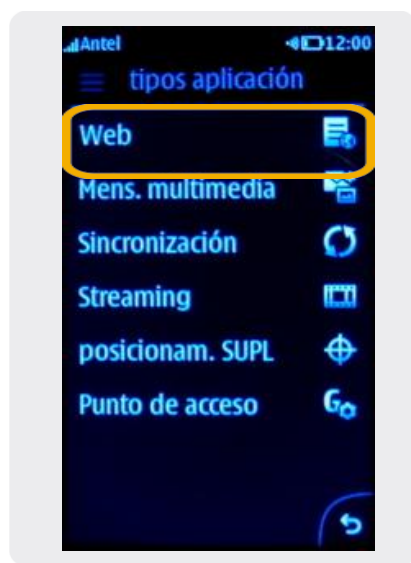 Antel 12:00
tipos aplicación
Web
Mens. multimedia
Sincronización
Streaming
posicionam. SUPL
Punto de acceso